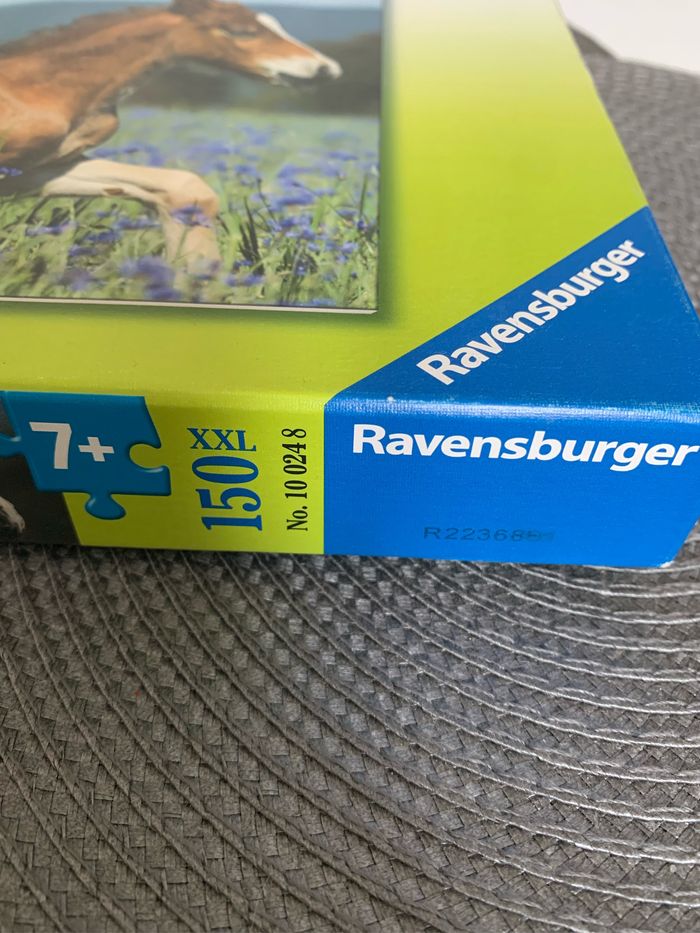 Ravensburger
7+
XXL
150
No. 10 024 8
Ravensburger